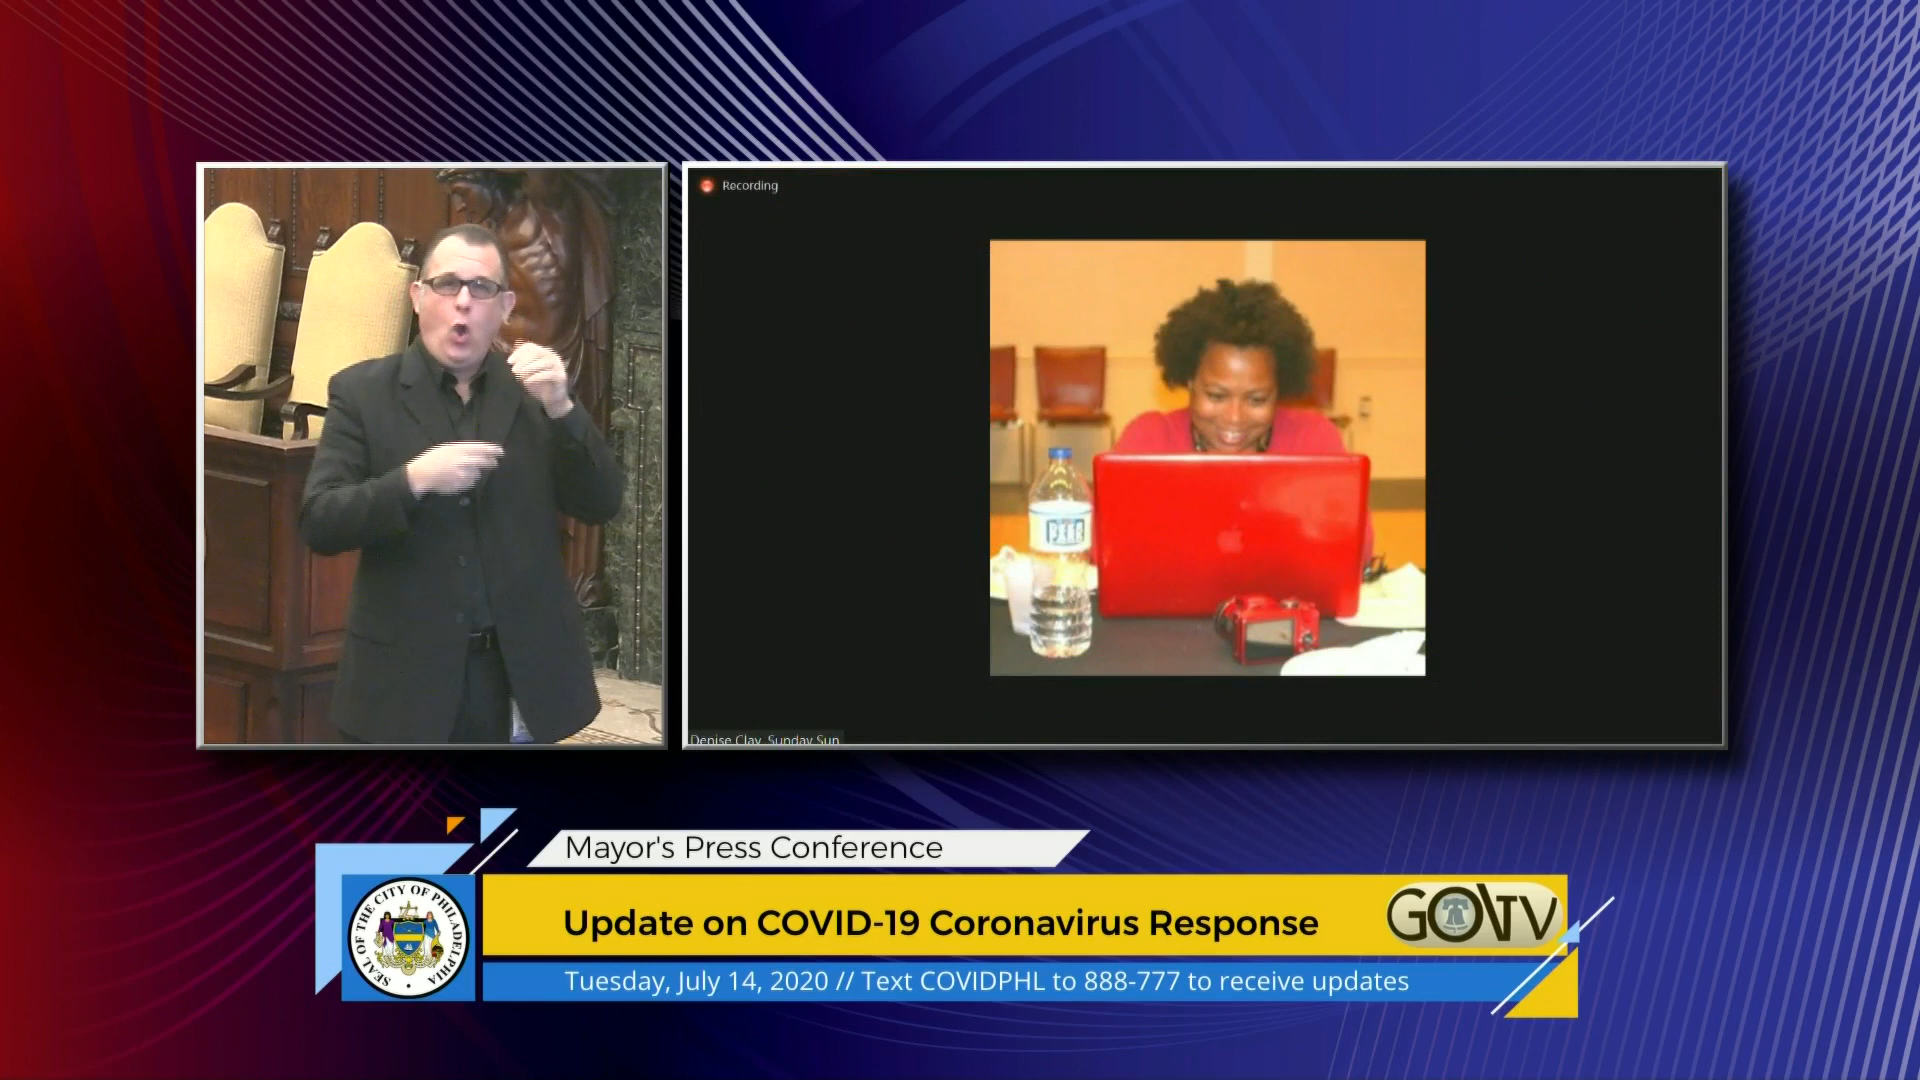 Recording
BEER
Denise Clay, Sunday Sun
Mayor's Press Conference
SEAL OF THE CITY OF PHILADELPHIA
Update on COVID-19 Coronavirus Response
GOVTV
Tuesday, July 14, 2020 // Text COVIDPHL to 888-777 to receive updates